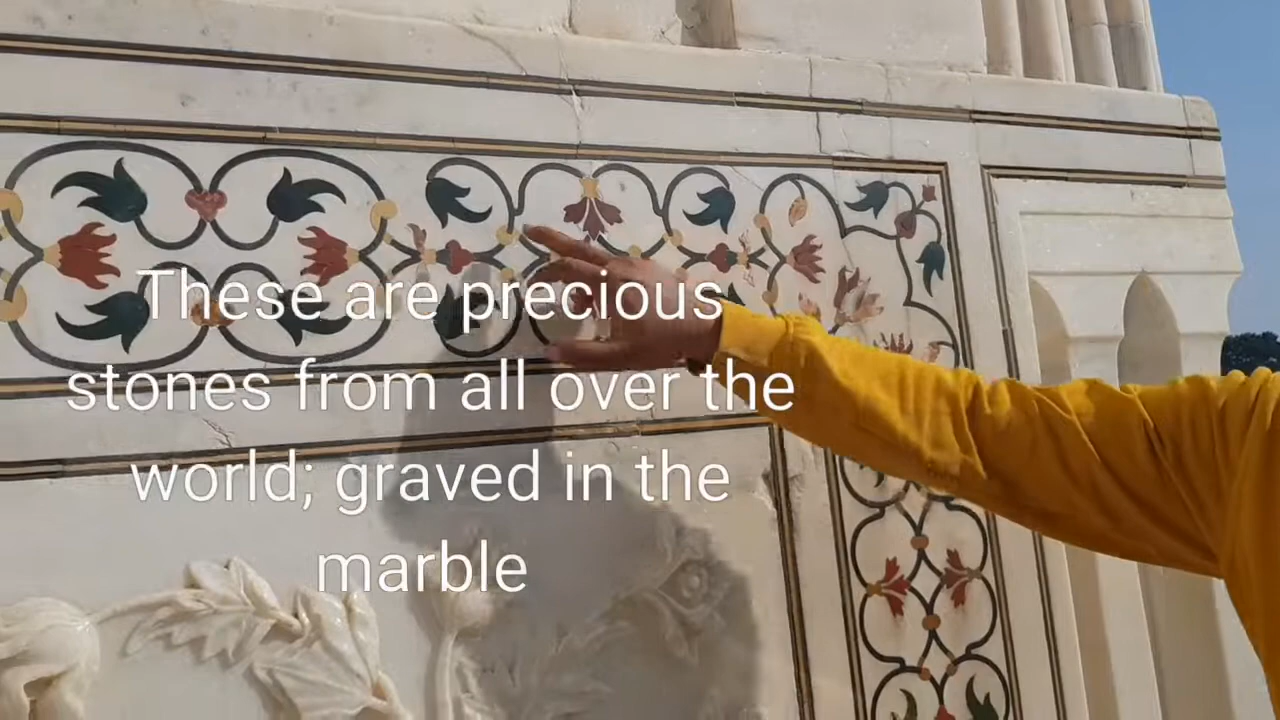 These are precious
stones from all over the
world; graved in the
marble